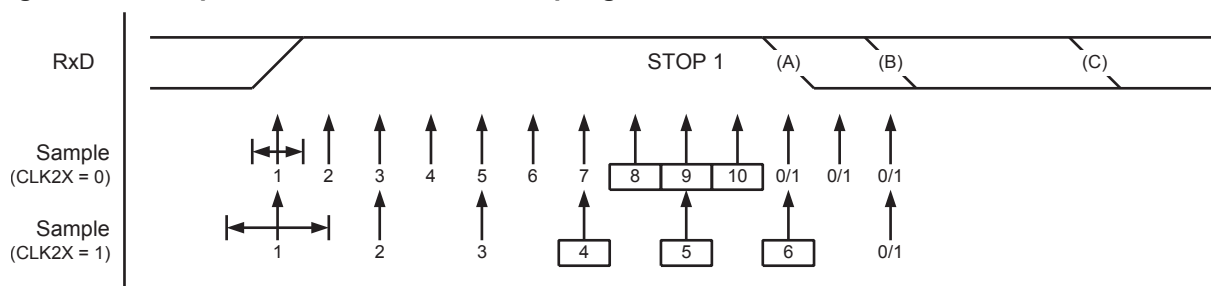 RxD STOP 1 (A) (B) (C)
Sample
(CLK2X = 0)
1 2 3 4 5 6 7 8 9 10 0/1 0/1 0/1
Sample
(CLK2X = 1)
1 2 3 4 5 6 0/1